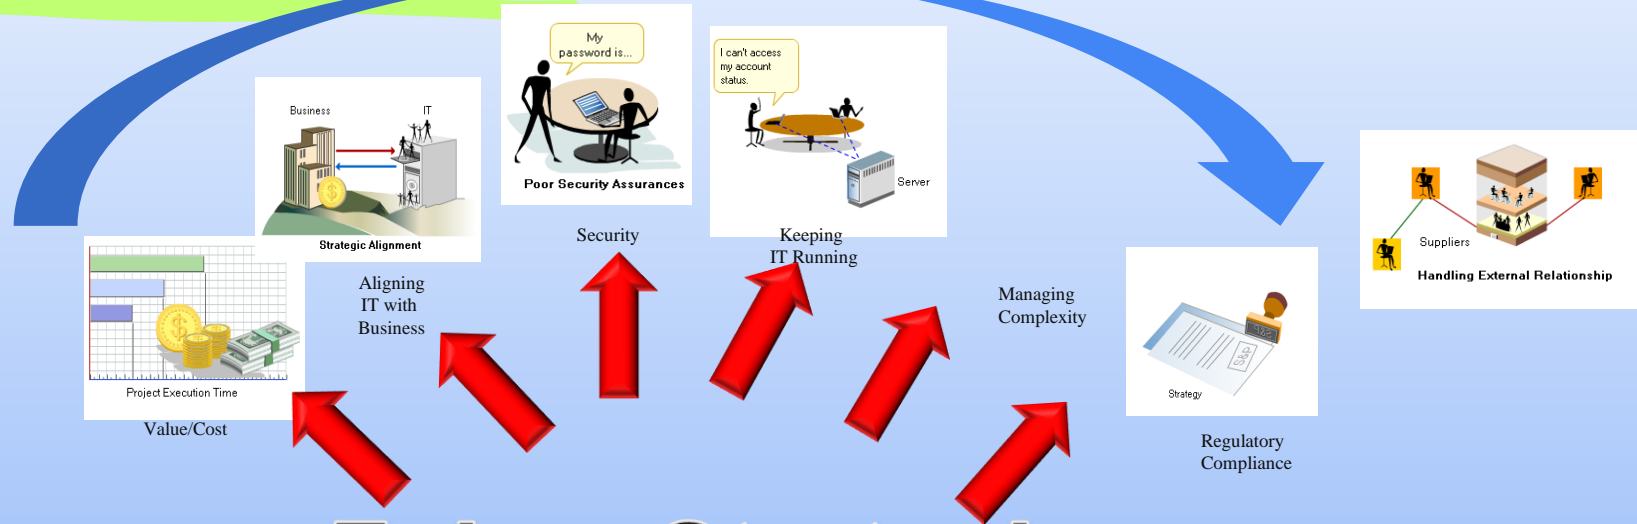 My
password is...
Poor Security Assurances
Security
I can't access
my account
status.
Server
Keeping
IT Running
Business
IT
Strategic Alignment
Aligning
IT with
Business
Project Execution Time
Value/Cost
Managing
Complexity
S&P
Strategy
Regulatory
Compliance
Suppliers
Handling External Relationship